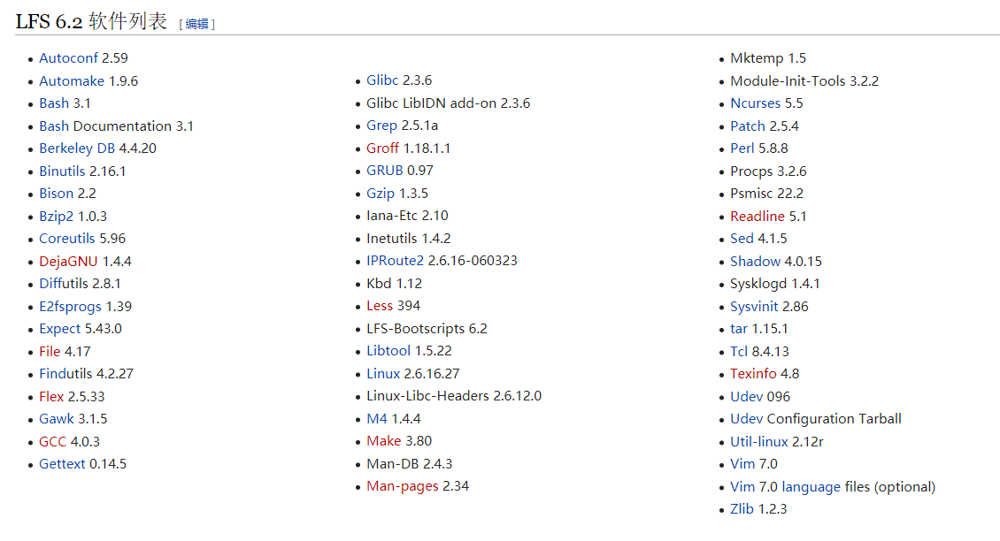 LFS 6.2 软件列表 [编辑]
Autoconf 2.59
Automake 1.9.6
Bash 3.1
Bash Documentation 3.1
Berkeley DB 4.4.20
Binutils 2.16.1
Bison 2.2
Bzip2 1.0.3
Coreutils 5.96
DejaGNU 1.4.4
Diffutils 2.8.1
E2fsprogs 1.39
Expect 5.43.0
File 4.17
Findutils 4.2.27
Flex 2.5.33
Gawk 3.1.5
GCC 4.0.3
Gettext 0.14.5
Glibc 2.3.6
Glibc LibIDN add-on 2.3.6
Grep 2.5.1a
Groff 1.18.1.1
GRUB 0.97
Gzip 1.3.5
Iana-Etc 2.10
Inetutils 1.4.2
IPRoute2 2.6.16-060323
Kbd 1.12
Less 394
LFS-Bootscripts 6.2
Libtool 1.5.22
Linux 2.6.16.27
Linux-Libc-Headers 2.6.12.0
M4 1.4.4
Make 3.80
Man-DB 2.4.3
Man-pages 2.34
Mktemp 1.5
Module-Init-Tools 3.2.2
Ncurses 5.5
Patch 2.5.4
Perl 5.8.8
Procps 3.2.6
Psmisc 22.2
Readline 5.1
Sed 4.1.5
Shadow 4.0.15
Sysklogd 1.4.1
Sysvinit 2.86
tar 1.15.1
Tcl 8.4.13
Texinfo 4.8
Udev 096
Udev Configuration Tarball
Util-linux 2.12r
Vim 7.0
Vim 7.0 language files (optional)
Zlib 1.2.3